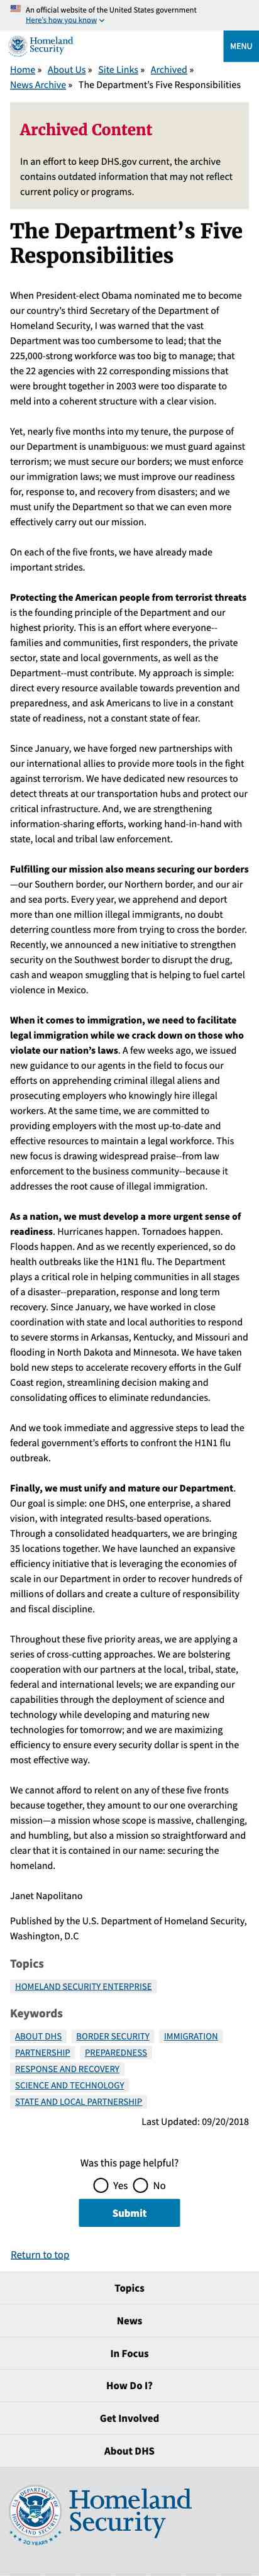 An official website of the United States government
Here's how you know
Homeland
Security
MENU
Home » About Us » Site Links » Archived »
News Archive » The Department's Five Responsibilities
Archived Content
In an effort to keep DHS.gov current, the archive
contains outdated information that may not reflect
current policy or programs.
The Department's Five
Responsibilities
When President-elect Obama nominated me to become
our country's third Secretary of the Department of
Homeland Security, I was warned that the vast
Department was too cumbersome to lead; that the
225,000-strong workforce was too big to manage; that
the 22 agencies with 22 corresponding missions that
were brought together in 2003 were too disparate to
meld into a coherent structure with a clear vision.
Yet, nearly five months into my tenure, the purpose of
our Department is unambiguous: we must guard against
terrorism; we must secure our borders; we must enforce
our immigration laws; we must improve our readiness
for, response to, and recovery from disasters; and we
must unify the Department so that we can even more
effectively carry out our mission.
On each of the five fronts, we have already made
important strides.
Protecting the American people from terrorist threats
is the founding principle of the Department and our
highest priority. This is an effort where everyone--
families and communities, first responders, the private
sector, state and local governments, as well as the
Department--must contribute. My approach is simple:
direct every resource available towards prevention and
preparedness, and ask Americans to live in a constant
state of readiness, not a constant state of fear.
Since January, we have forged new partnerships with
our international allies to provide more tools in the fight
against terrorism. We have dedicated new resources to
detect threats at our transportation hubs and protect our
critical infrastructure. And, we are strengthening
information-sharing efforts, working hand-in-hand with
state, local and tribal law enforcement.
Fulfilling our mission also means securing our borders
—our Southern border, our Northern border, and our air
and sea ports. Every year, we apprehend and deport
more than one million illegal immigrants, no doubt
deterring countless more from trying to cross the border.
Recently, we announced a new initiative to strengthen
security on the Southwest border to disrupt the drug,
cash and weapon smuggling that is helping to fuel cartel
violence in Mexico.
When it comes to immigration, we need to facilitate
legal immigration while we crack down on those who
violate our nation's laws. A few weeks ago, we issued
new guidance to our agents in the field to focus our
efforts on apprehending criminal illegal aliens and
prosecuting employers who knowingly hire illegal
workers. At the same time, we are committed to
providing employers with the most up-to-date and
effective resources to maintain a legal workforce. This
new focus is drawing widespread praise--from law
enforcement to the business community--because it
addresses the root cause of illegal immigration.
As a nation, we must develop a more urgent sense of
readiness. Hurricanes happen. Tornadoes happen.
Floods happen. And as we recently experienced, so do
health outbreaks like the H1N1 flu. The Department
plays a critical role in helping communities in all stages
of a disaster--preparation, response and long term
recovery. Since January, we have worked in close
coordination with state and local authorities to respond
to severe storms in Arkansas, Kentucky, and Missouri and
flooding in North Dakota and Minnesota. We have taken
bold new steps to accelerate recovery efforts in the Gulf
Coast region, streamlining decision making and
consolidating offices to eliminate redundancies.
And we took immediate and aggressive steps to lead the
federal government's efforts to confront the H1N1 flu
outbreak.
Finally, we must unify and mature our Department.
Our goal is simple: one DHS, one enterprise, a shared
vision, with integrated results-based operations.
Through a consolidated headquarters, we are bringing
35 locations together. We have launched an expansive
efficiency initiative that is leveraging the economies of
scale in our Department in order to recover hundreds of
millions of dollars and create a culture of responsibility
and fiscal discipline.
Throughout these five priority areas, we are applying a
series of cross-cutting approaches. We are bolstering
cooperation with our partners at the local, tribal, state,
federal and international levels; we are expanding our
capabilities through the deployment of science and
technology while developing and maturing new
technologies for tomorrow; and we are maximizing
efficiency to ensure every security dollar is spent in the
most effective way.
We cannot afford to relent on any of these five fronts
because together, they amount to our one overarching
mission—a mission whose scope is massive, challenging,
and humbling, but also a mission so straightforward and
clear that it is contained in our name: securing the
homeland.
Janet Napolitano
Published by the U.S. Department of Homeland Security,
Washington, D.C
Topics
HOMELAND SECURITY ENTERPRISE
Keywords
ABOUT DHS BORDER SECURITY IMMIGRATION
PARTNERSHIP PREPAREDNESS
RESPONSE AND RECOVERY
SCIENCE AND TECHNOLOGY
STATE AND LOCAL PARTNERSHIP
Last Updated: 09/20/2018
Was this page helpful?
Yes No
Submit
Return to top
Topics
News
In Focus
How Do I?
Get Involved
About DHS
Homeland
Security
20 YEARS